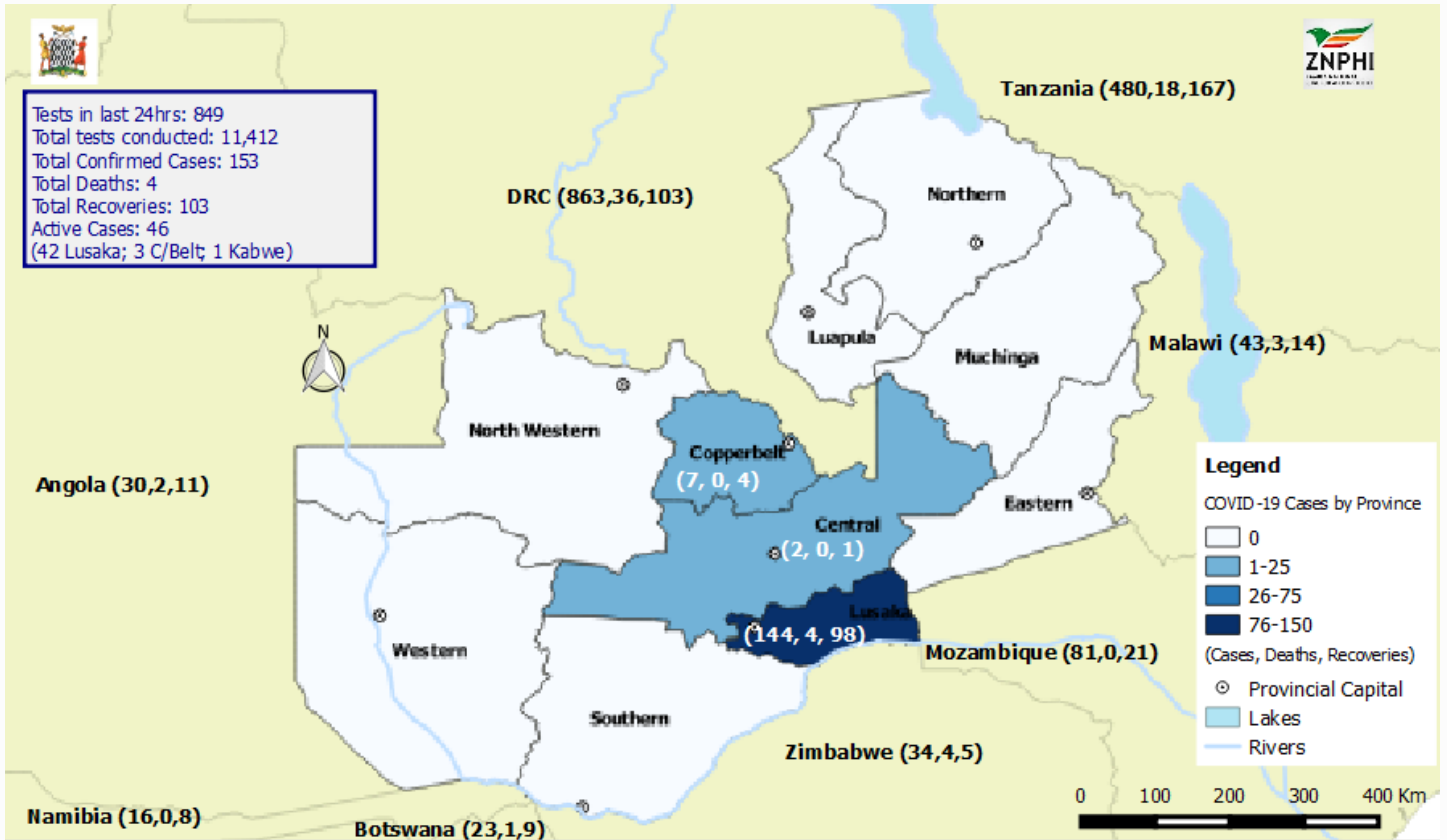 ZNPHI
Tests in last 24hrs: 849
Total tests conducted: 11,412
Total Confirmed Cases: 153
Total Deaths: 4
Total Recoveries: 103
Active Cases: 46
(42 Lusaka; 3 C/Belt; 1 Kabwe)
Tanzania (480,18,167)
DRC (863,36,103)
Northern
Luapula
Malawi (43,3,14)
Muchinga
N
North Western
Copperbelt
(7, 0, 4)
Angola (30,2,11)
Eastern
Central
(2, 0, 1)
Lusaka
(144, 4, 98)
Western
Mozambique (81,0,21)
Southern
Zimbabwe (34,4,5)
Namibia (16,0,8)
Botswana (23,1,9)
Legend
COVID-19 Cases by Province
0
1-25
26-75
76-150
(Cases, Deaths, Recoveries)
Provincial Capital
Lakes
Rivers
0 100 200 300 400 Km